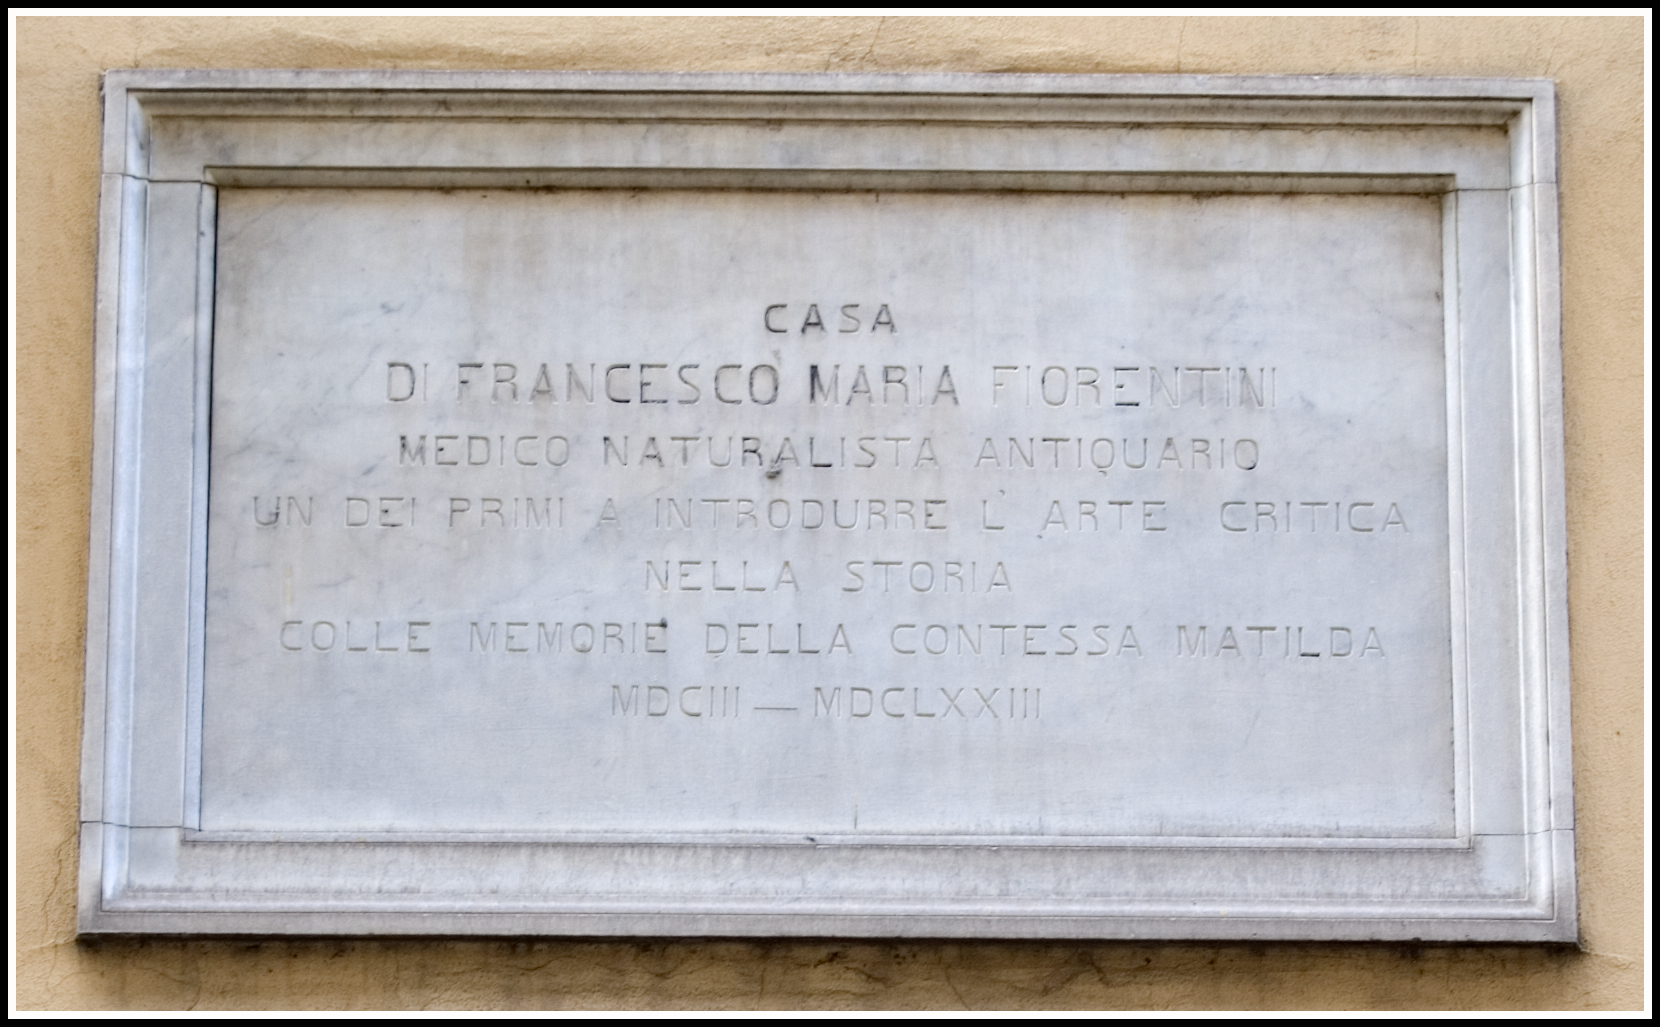 CASA
DI FRANCESCO MARIA FIORENTINI
MEDICO NATURALISTA ANTIQUARIO
UN DEI PRIMI A INTRODURRE L' ARTE CRITICA
NELLA STORIA
COLLE MEMORIE DELLA CONTESSA MATILDA
MDCIII — MDCLXXIII